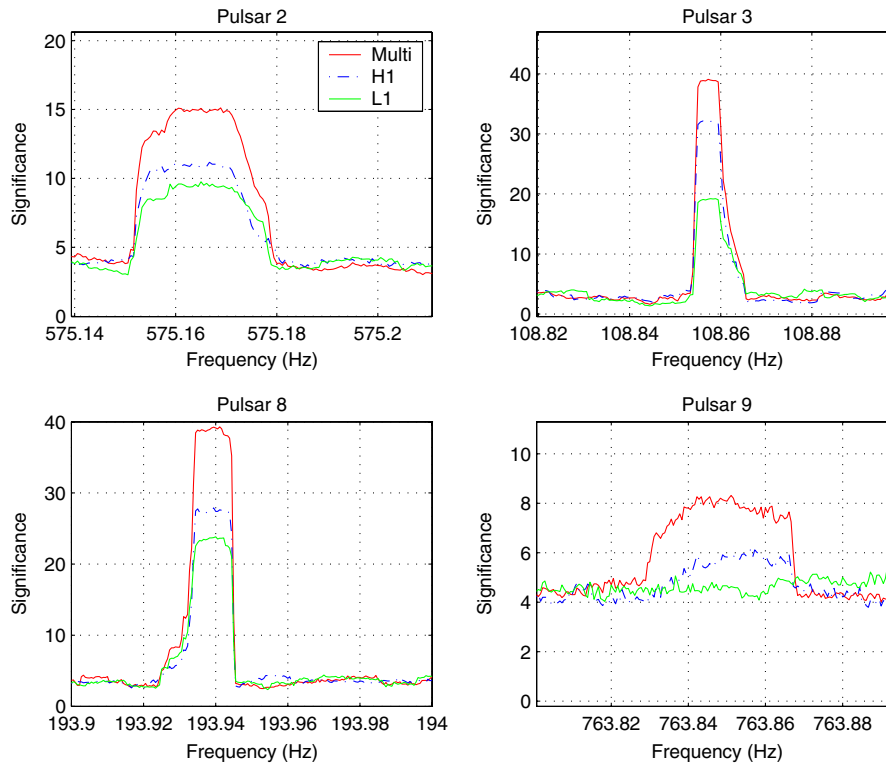 Pulsar 2
20
15
10
5
0
575.14 575.16 575.18 575.2
Significance
Frequency (Hz)
Multi
H1
L1
Pulsar 3
40
30
20
10
0
108.82 108.84 108.86 108.88
Significance
Frequency (Hz)
Pulsar 8
40
30
20
10
0
193.9 193.92 193.94 193.96 193.98 194
Significance
Frequency (Hz)
Pulsar 9
10
8
6
4
2
0
763.82 763.84 763.86 763.88
Significance
Frequency (Hz)